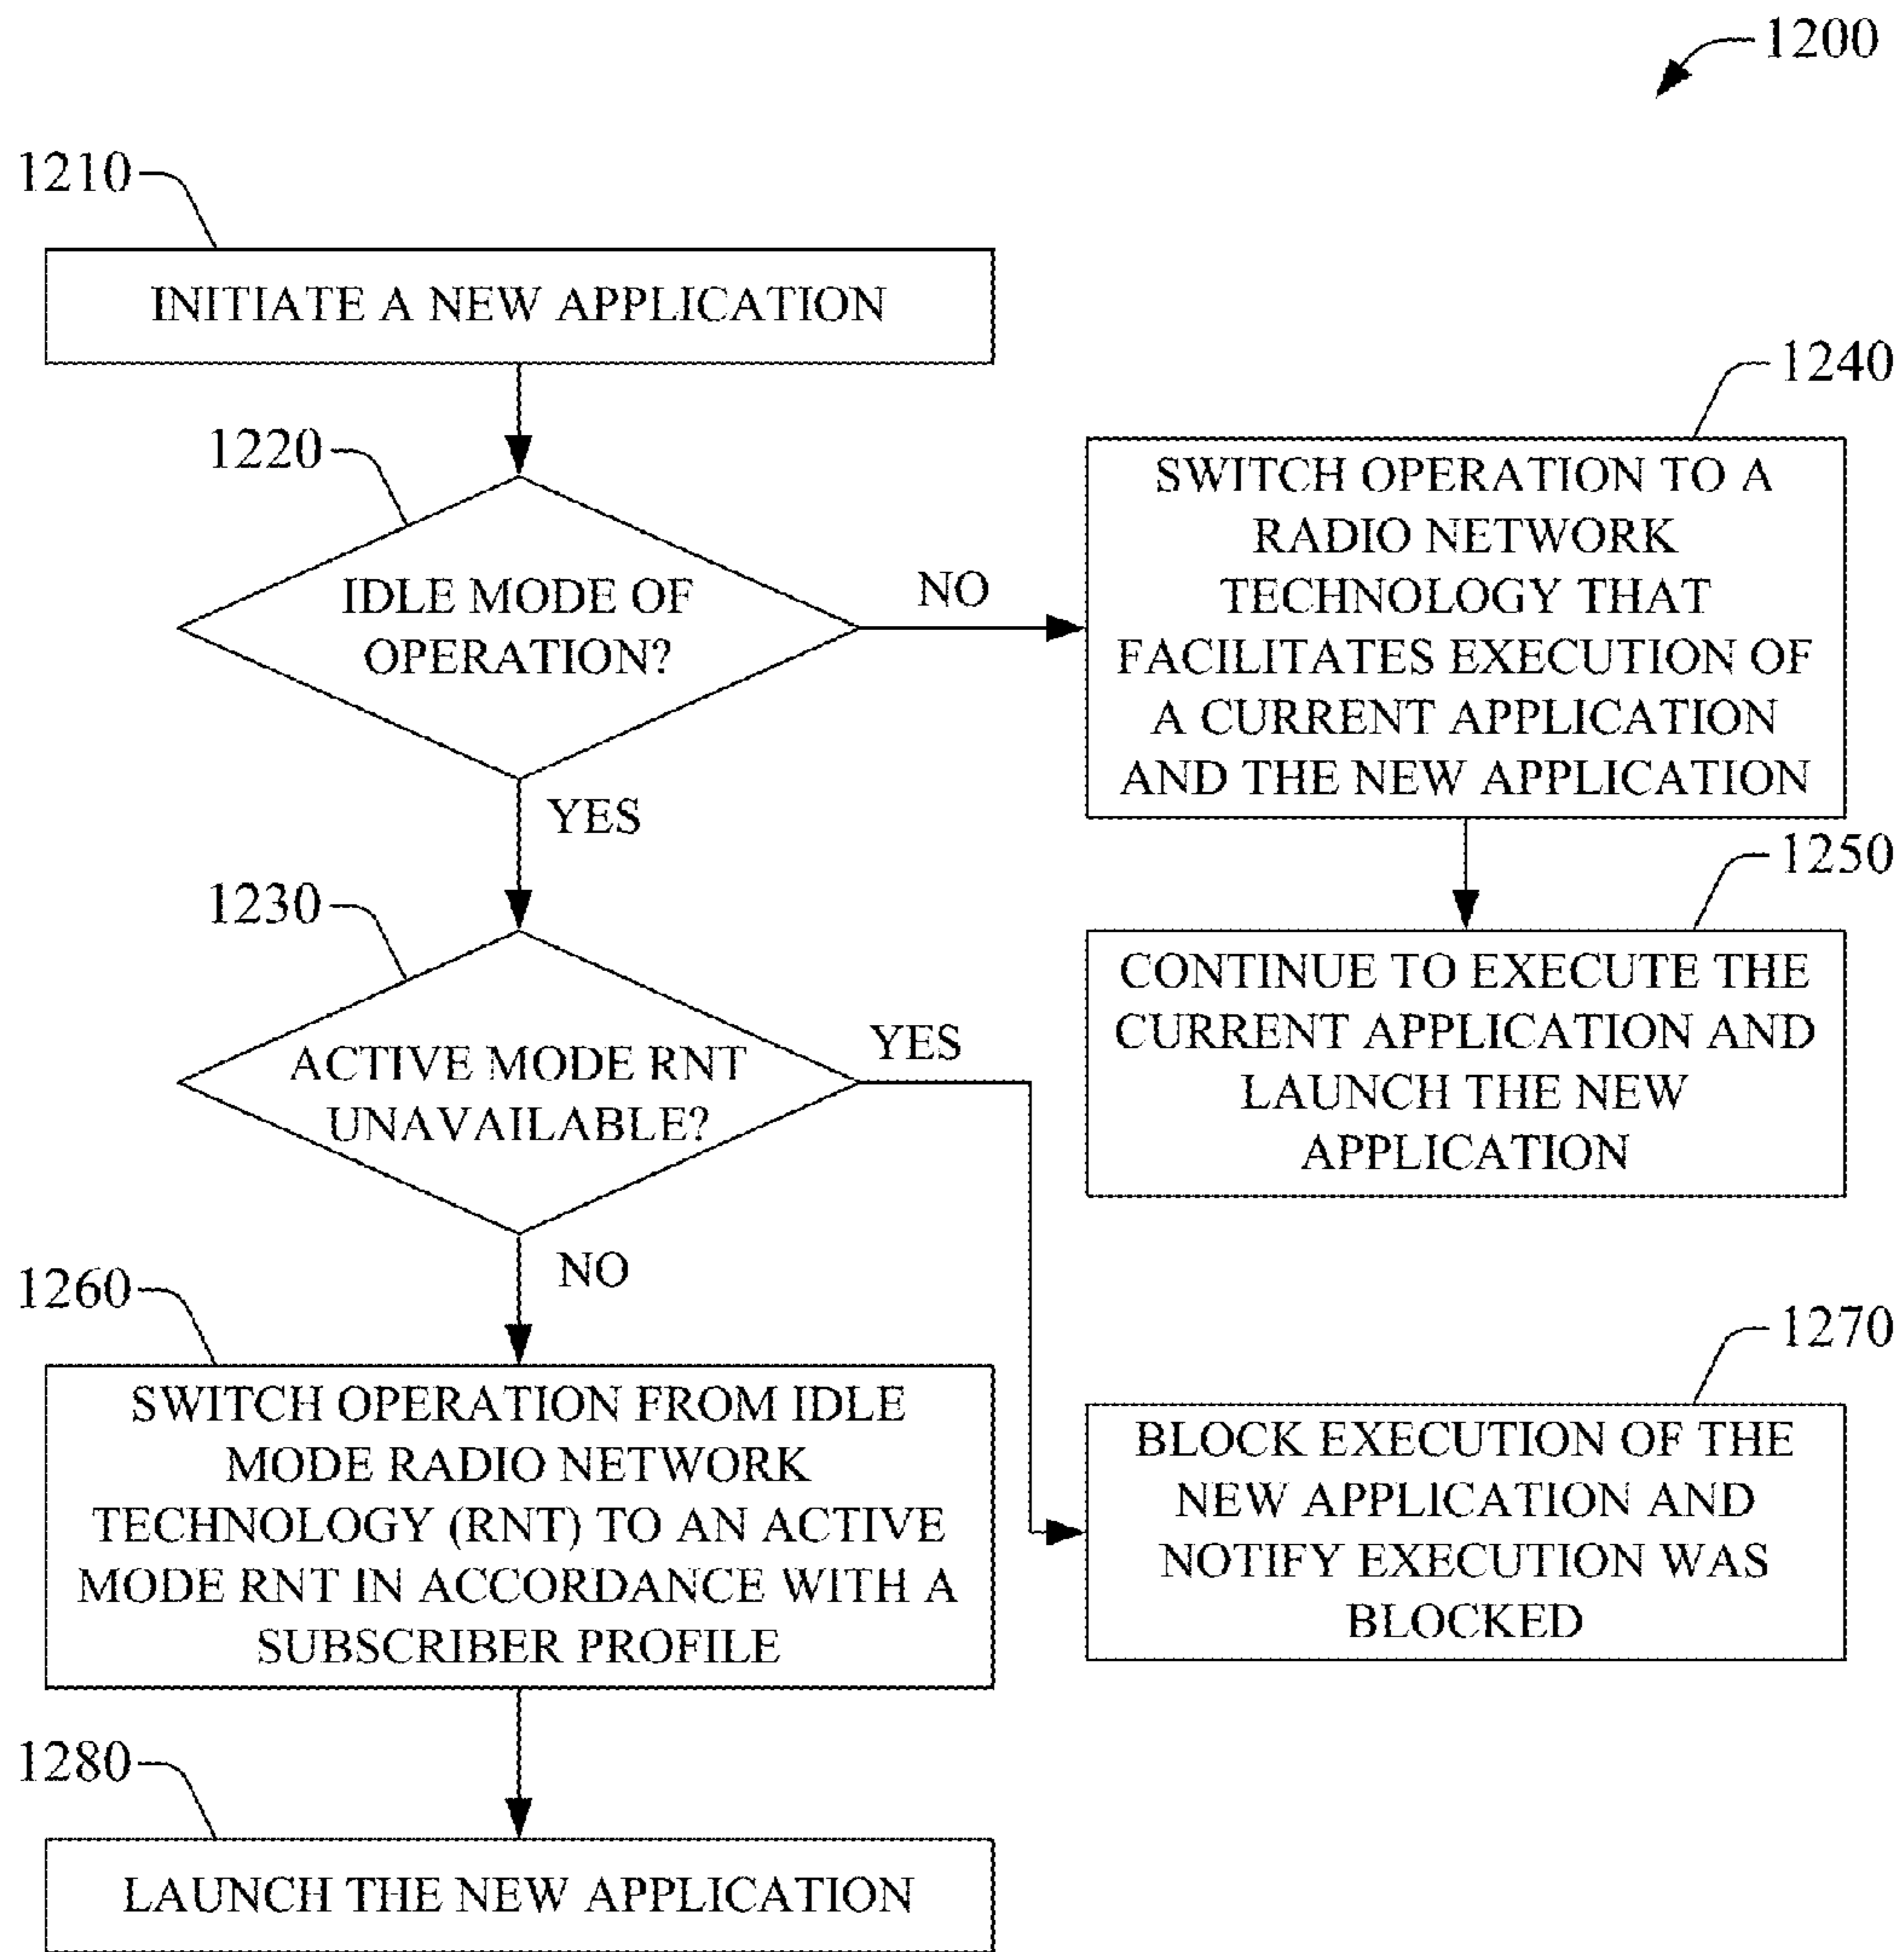 1200
1210
INITIATE A NEW APPLICATION
1220
IDLE MODE OF
OPERATION?
NO
YES
1240
SWITCH OPERATION TO A
RADIO NETWORK
TECHNOLOGY THAT
FACILITATES EXECUTION OF
A CURRENT APPLICATION
AND THE NEW APPLICATION
1250
CONTINUE TO EXECUTE THE
CURRENT APPLICATION AND
LAUNCH THE NEW
APPLICATION
1230
ACTIVE MODE RNT
UNAVAILABLE?
YES
NO
1260
SWITCH OPERATION FROM IDLE
MODE RADIO NETWORK
TECHNOLOGY (RNT) TO AN ACTIVE
MODE RNT IN ACCORDANCE WITH A
SUBSCRIBER PROFILE
1270
BLOCK EXECUTION OF THE
NEW APPLICATION AND
NOTIFY EXECUTION WAS
BLOCKED
1280
LAUNCH THE NEW APPLICATION